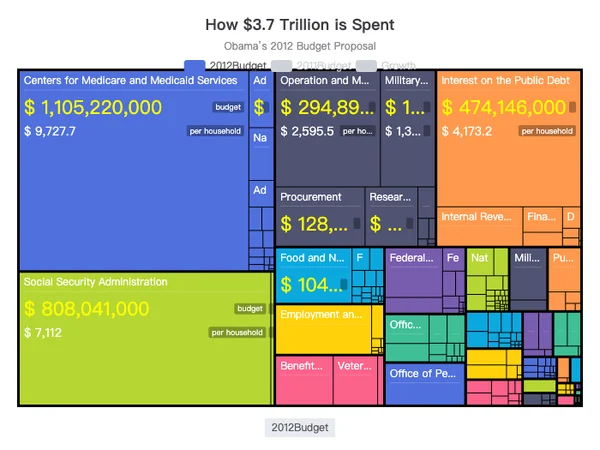 How $3.7 Trillion is Spent
Obama's 2012 Budget Proposal
2012Budget 2011Budget Growth
Centers for Medicare and Medicaid Services
$ 1,105,220,000 budget
$ 9,727.7 per household
Ad
$
Na
Ad
Operation and M...
$ 294,89...
$ 2,595.5 per ho...
Military...
$ 1...
$ 1,3...
Interest on the Public Debt
$ 474,146,000
$ 4,173.2 per household
Procurement
$ 128,...
Resear...
$ ...
Internal Reve...
Fina...
D
Social Security Administration
$ 808,041,000 budget
$ 7,112 per household
Food and N...
$ 104...
F
Federal...
Fe
Nat
Mili...
Pu...
Employment an...
Offic...
Benefit...
Veter...
Office of Pe...
2012Budget